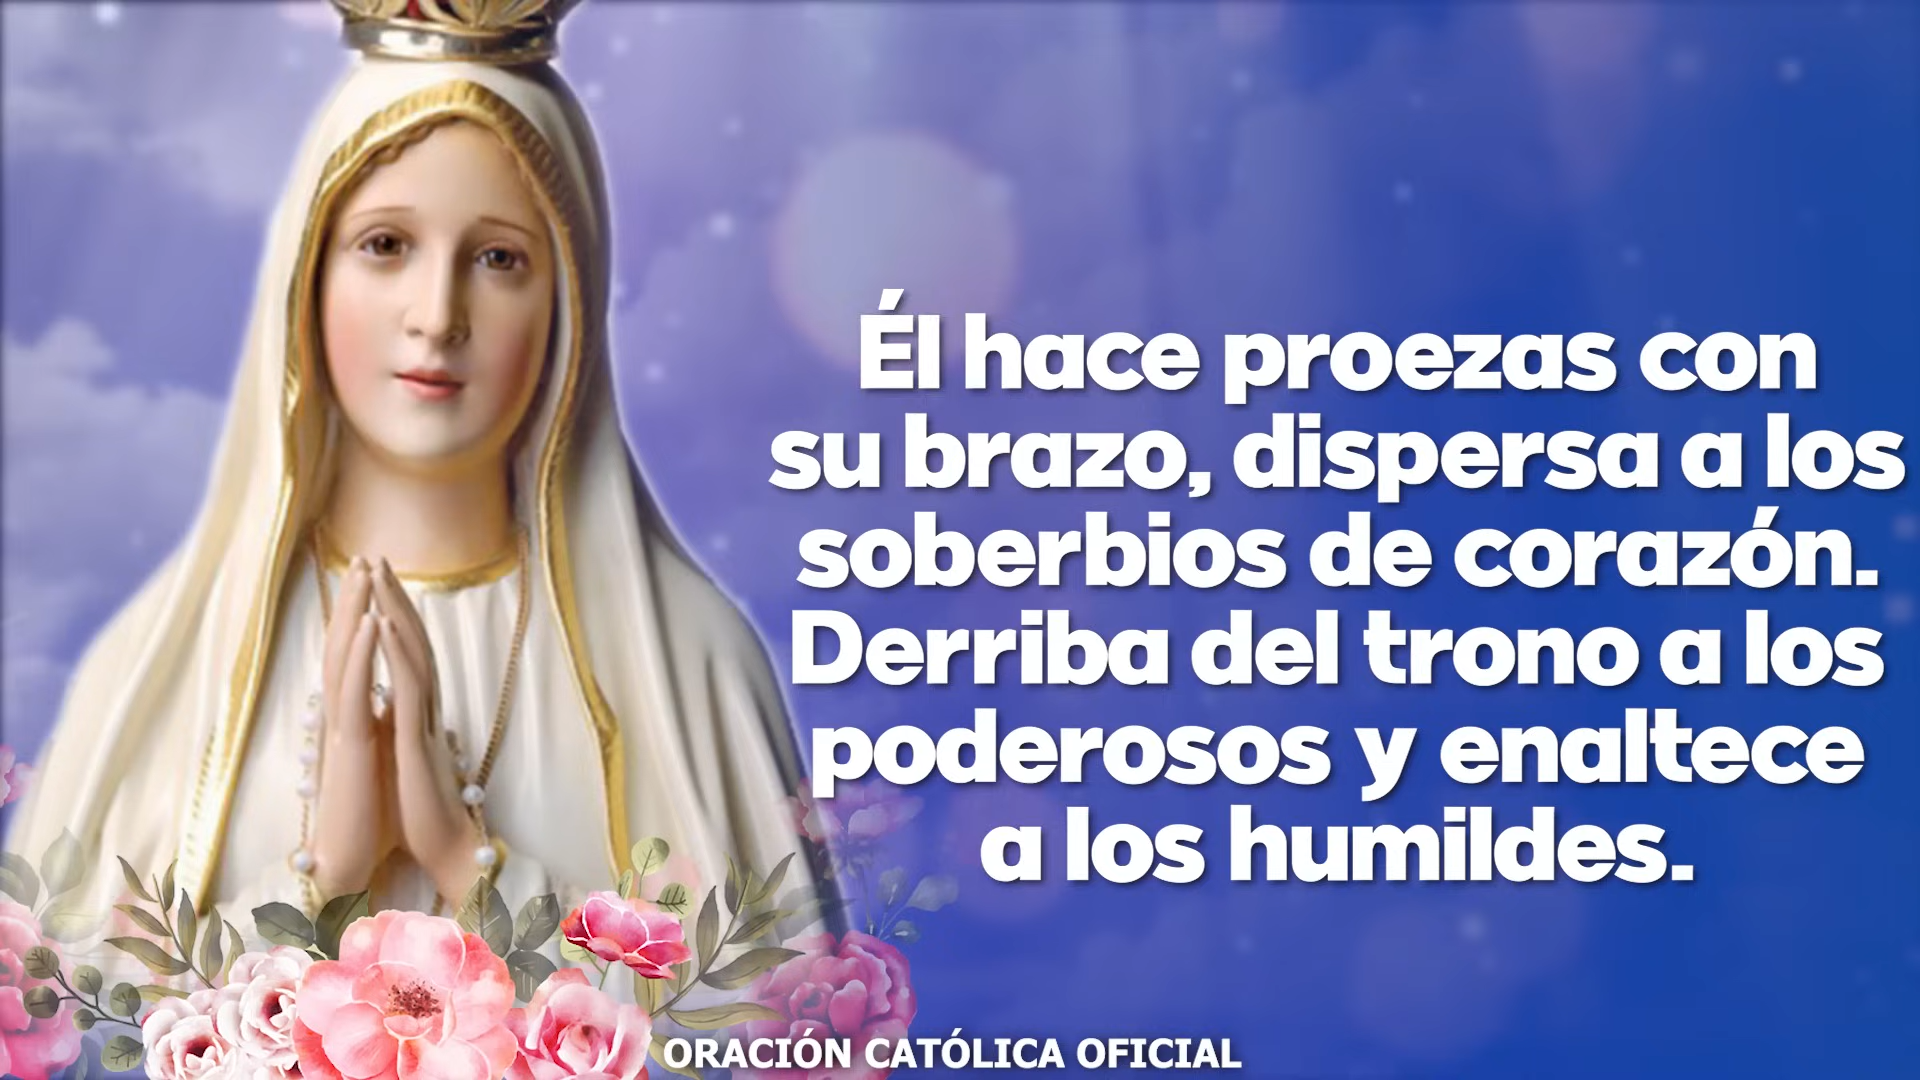 Él hace proezas con
su brazo, dispersa a los
soberbios de corazón.
Derriba del trono a los
poderosos y enaltece
a los humildes.
ORACIÓN CATÓLICA OFICIAL